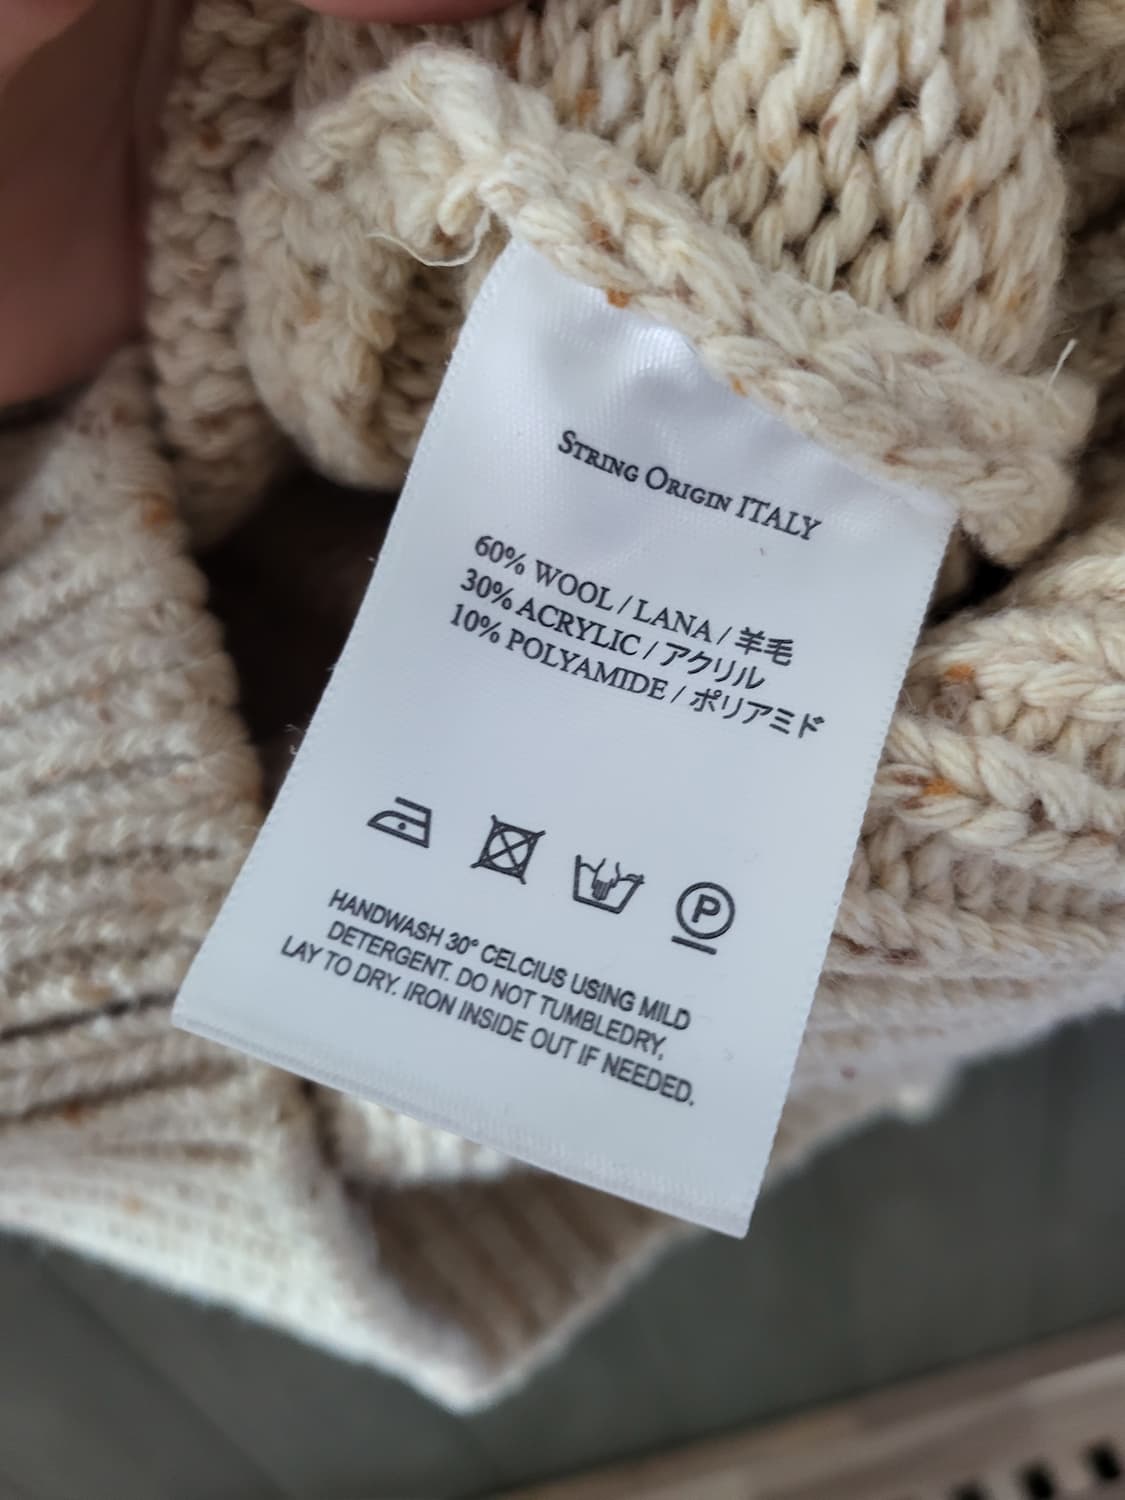 String Origin ITALY
60% WOOL / LANA / 羊毛
30% ACRYLIC / アクリル
10% POLYAMIDE / ポリアミド
P
HANDWASH 30° CELCIUS USING MILD
DETERGENT. DO NOT TUMBLEDRY,
LAY TO DRY. IRON INSIDE OUT IF NEEDED.